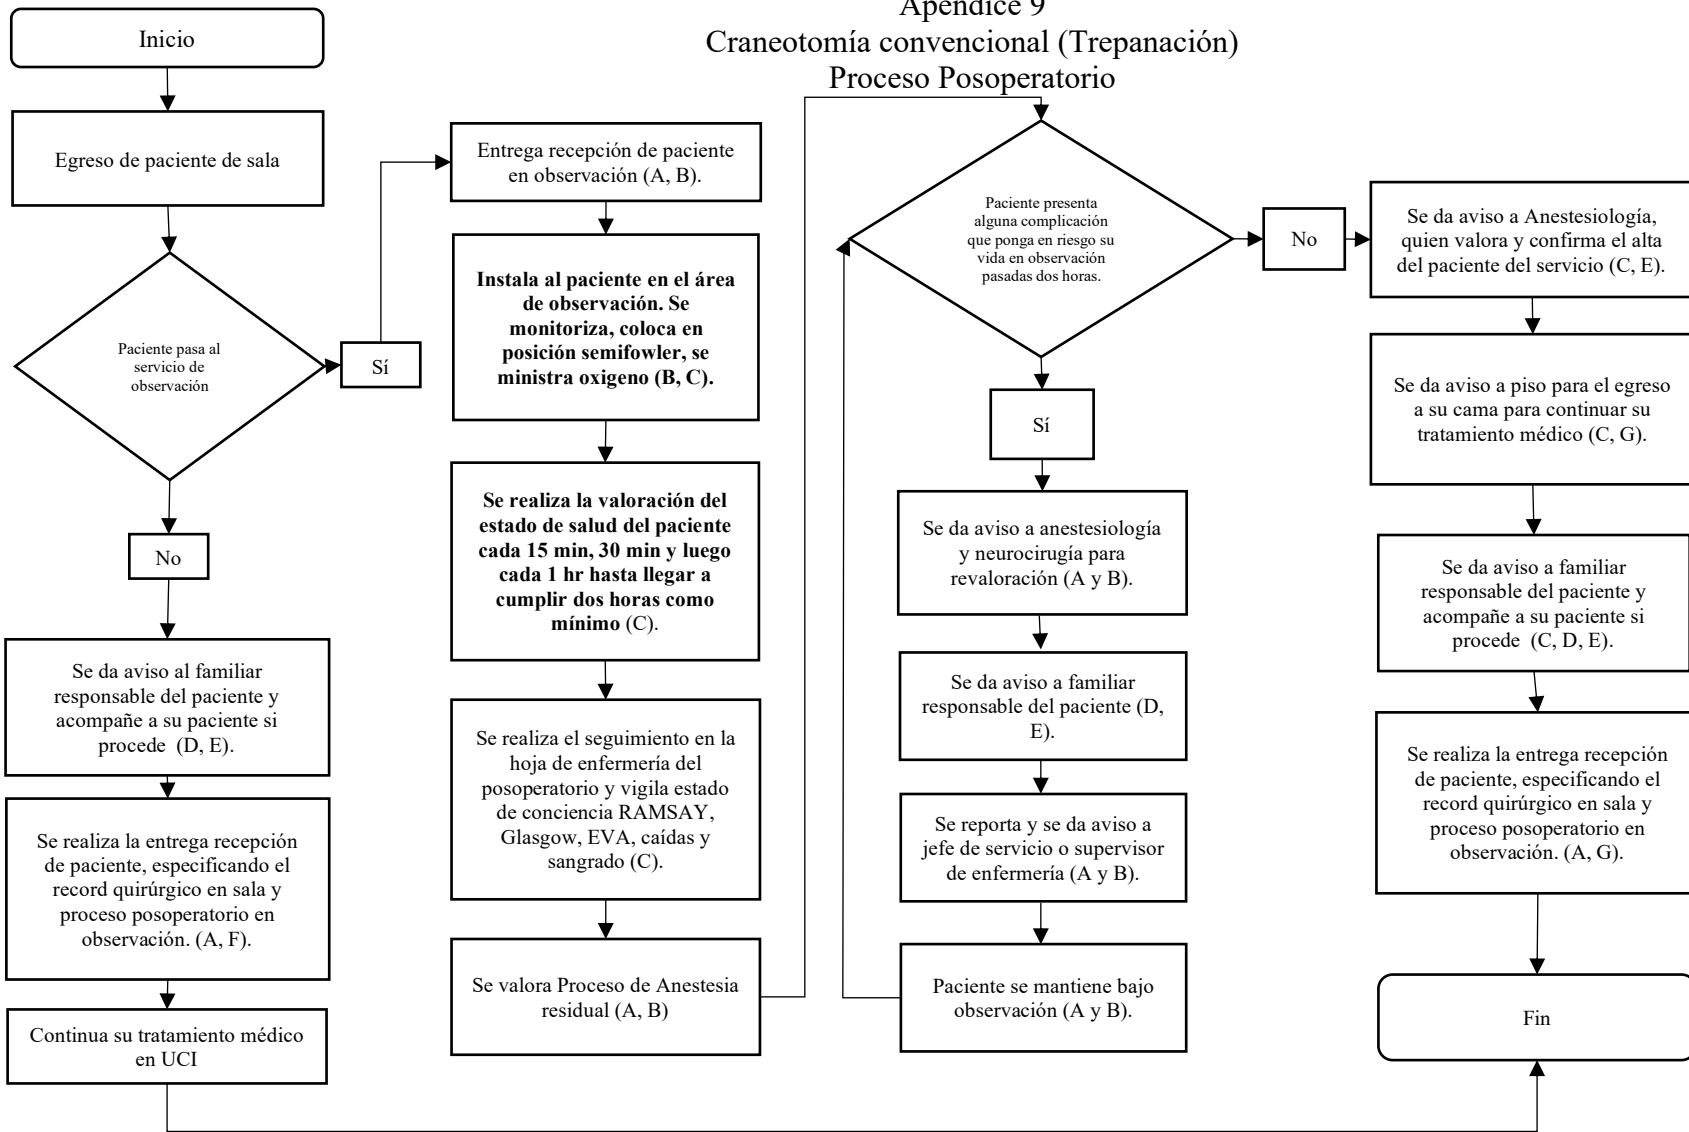 Apéndice 9
Craneotomía convencional (Trepanación)
Proceso Posoperatorio
Inicio
Egreso de paciente de sala
Paciente pasa al
servicio de
observación
Sí
No
Se da aviso al familiar
responsable del paciente y
acompañe a su paciente si
procede  (D, E).
Se realiza la entrega recepción
de paciente, especificando el
record quirúrgico en sala y
proceso posoperatorio en
observación. (A, F).
Continua su tratamiento médico
en UCI
Entrega recepción de paciente
en observación (A, B).
Instala al paciente en el área
de observación. Se
monitoriza, coloca en
posición semifowler, se
ministra oxigeno (B, C).
Se realiza la valoración del
estado de salud del paciente
cada 15 min, 30 min y luego
cada 1 hr hasta llegar a
cumplir dos horas como
mínimo (C).
Se realiza el seguimiento en la
hoja de enfermería del
posoperatorio y vigila estado
de conciencia RAMSAY,
Glasgow, EVA, caídas y
sangrado (C).
Se valora Proceso de Anestesia
residual (A, B)
Paciente presenta
alguna complicación
que ponga en riesgo su
vida en observación
pasadas dos horas.
Sí
Se da aviso a anestesiología
y neurocirugía para
revaloración (A y B).
Se da aviso a familiar
responsable del paciente (D,
E).
Se reporta y se da aviso a
jefe de servicio o supervisor
de enfermería (A y B).
Paciente se mantiene bajo
observación (A y B).
No
Se da aviso a Anestesiología,
quien valora y confirma el alta
del paciente del servicio (C, E).
Se da aviso a piso para el egreso
a su cama para continuar su
tratamiento médico (C, G).
Se da aviso a familiar
responsable del paciente y
acompañe a su paciente si
procede  (C, D, E).
Se realiza la entrega recepción
de paciente, especificando el
record quirúrgico en sala y
proceso posoperatorio en
observación. (A, G).
Fin